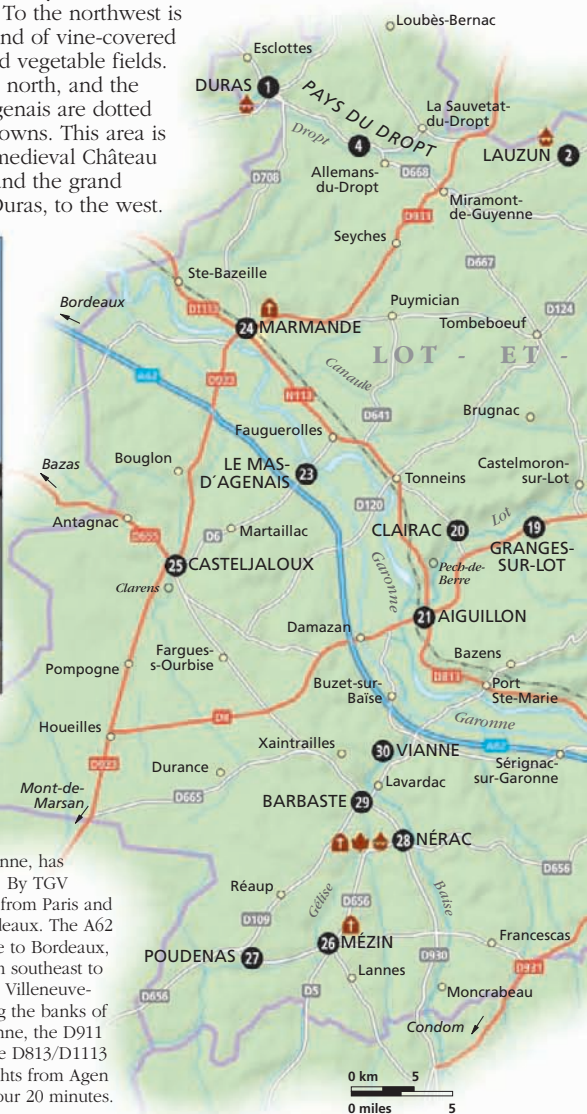 To the northwest is
nd of vine-covered
d vegetable fields.
north, and the
genais are dotted
owns. This area is
medieval Château
and the grand
Duras, to the west.
Loubès-Bernac
Esclottes
DURAS 1
PAYS DU DROPT
Dropt
4
La Sauvetat-
du-Dropt
LAUZUN 2
Allemans-
du-Dropt
D668
D708
Miramont-
de-Guyenne
D933
Seyches
D667
Ste-Bazeille
Bordeaux
D1113
Puymician
D124
24 MARMANDE
Tombeboeuf
LOT - ET -
Canaule
A62
D933
N113
D641
Brugnac
Fauguerolles
Bazas
Bouglon
LE MAS-
D'AGENAIS 23
Tonneins
Castelmoron-
sur-Lot
D120
Antagnac
D6
Martaillac
CLAIRAC 20
Lot
19
GRANGES-
SUR-LOT
D655
25 CASTELJALOUX
Garonne
Pech-de-
Berre
Clarens
21 AIGUILLON
Damazan
Fargues-
s-Ourbise
Bazens
Pompogne
Buzet-sur-
Baïse
D813
Port
Ste-Marie
Garonne
Houeilles
D8
Xaintrailles
30 VIANNE
A62
D933
Durance
Sérignac-
sur-Garonne
Mont-de-
Marsan
D665
Lavardac
BARBASTE 29
28 NÉRAC
D656
Réaup
Gélise
Baise
D656
D109
26 MÉZIN
Francescas
POUDENAS 27
D930
D931
Lannes
D656
D5
Moncrabeau
Condom
nne, has
By TGV
from Paris and
deaux. The A62
e to Bordeaux,
n southeast to
Villeneuve-
g the banks of
nne, the D911
e D813/D1113
hts from Agen
our 20 minutes.
0 km 5
0 miles 5